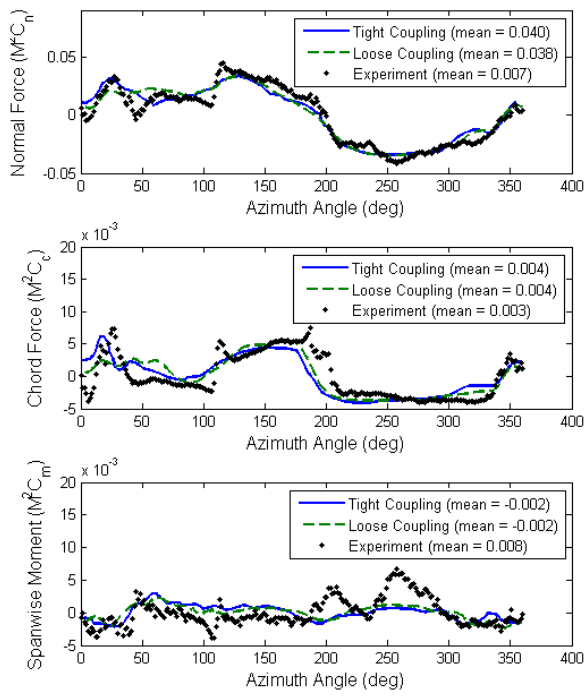 Normal Force (M²Cₙ)
0.05
0
-0.05
Tight Coupling (mean = 0.040)
Loose Coupling (mean = 0.038)
Experiment (mean = 0.007)
0 50 100 150 200 250 300 350 400
Azimuth Angle (deg)
x 10⁻³
Chord Force (M²C_c)
20
15
10
5
0
-5
Tight Coupling (mean = 0.004)
Loose Coupling (mean = 0.004)
Experiment (mean = 0.003)
0 50 100 150 200 250 300 350 400
Azimuth Angle (deg)
x 10⁻³
Spanwise Moment (M²Cₘ)
20
15
10
5
0
-5
Tight Coupling (mean = -0.002)
Loose Coupling (mean = -0.002)
Experiment (mean = 0.008)
0 50 100 150 200 250 300 350 400
Azimuth Angle (deg)